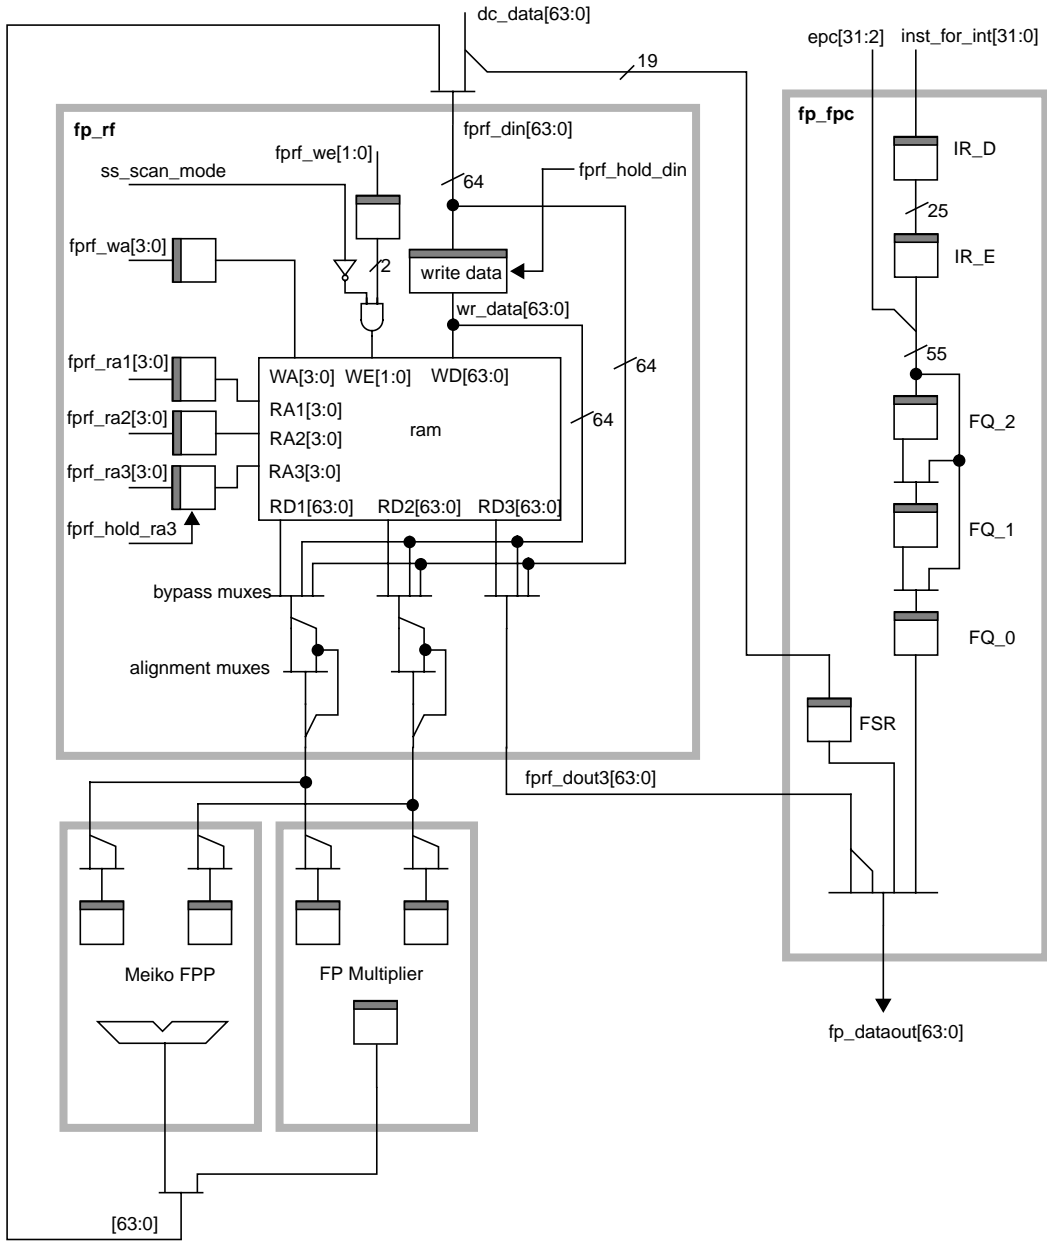 dc_data[63:0]
epc[31:2]
inst_for_int[31:0]
19
fp_rf
fprf_din[63:0]
fp_fpc
fprf_we[1:0]
IR_D
ss_scan_mode
64
fprf_hold_din
25
fprf_wa[3:0]
2
write data
IR_E
wr_data[63:0]
55
fprf_ra1[3:0]
WA[3:0]
WE[1:0]
WD[63:0]
64
RA1[3:0]
fprf_ra2[3:0]
RA2[3:0]
ram
64
FQ_2
fprf_ra3[3:0]
RA3[3:0]
RD1[63:0]
RD2[63:0]
RD3[63:0]
fprf_hold_ra3
FQ_1
bypass muxes
FQ_0
alignment muxes
FSR
fprf_dout3[63:0]
Meiko FPP
FP Multiplier
fp_dataout[63:0]
[63:0]